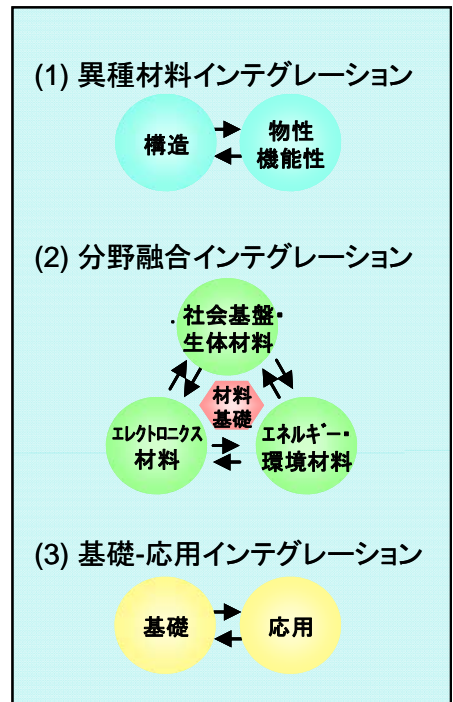 (1) 異種材料インテグレーション
構造
物性
機能性
(2) 分野融合インテグレーション
社会基盤・
生体材料
材料
基礎
エレクトロニクス
材料
エネルギー・
環境材料
(3) 基礎-応用インテグレーション
基礎
応用